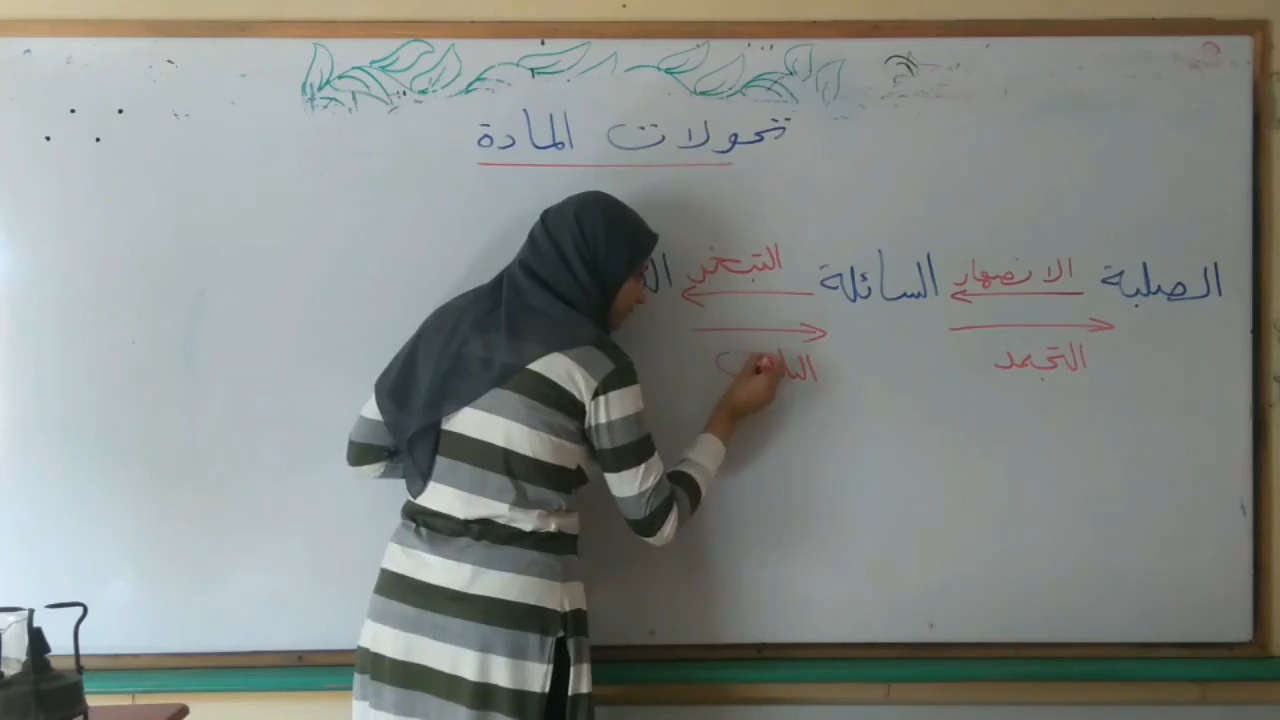 تحولات المادة
الانصهار التبخر
الصلبة السائلة
التجمد